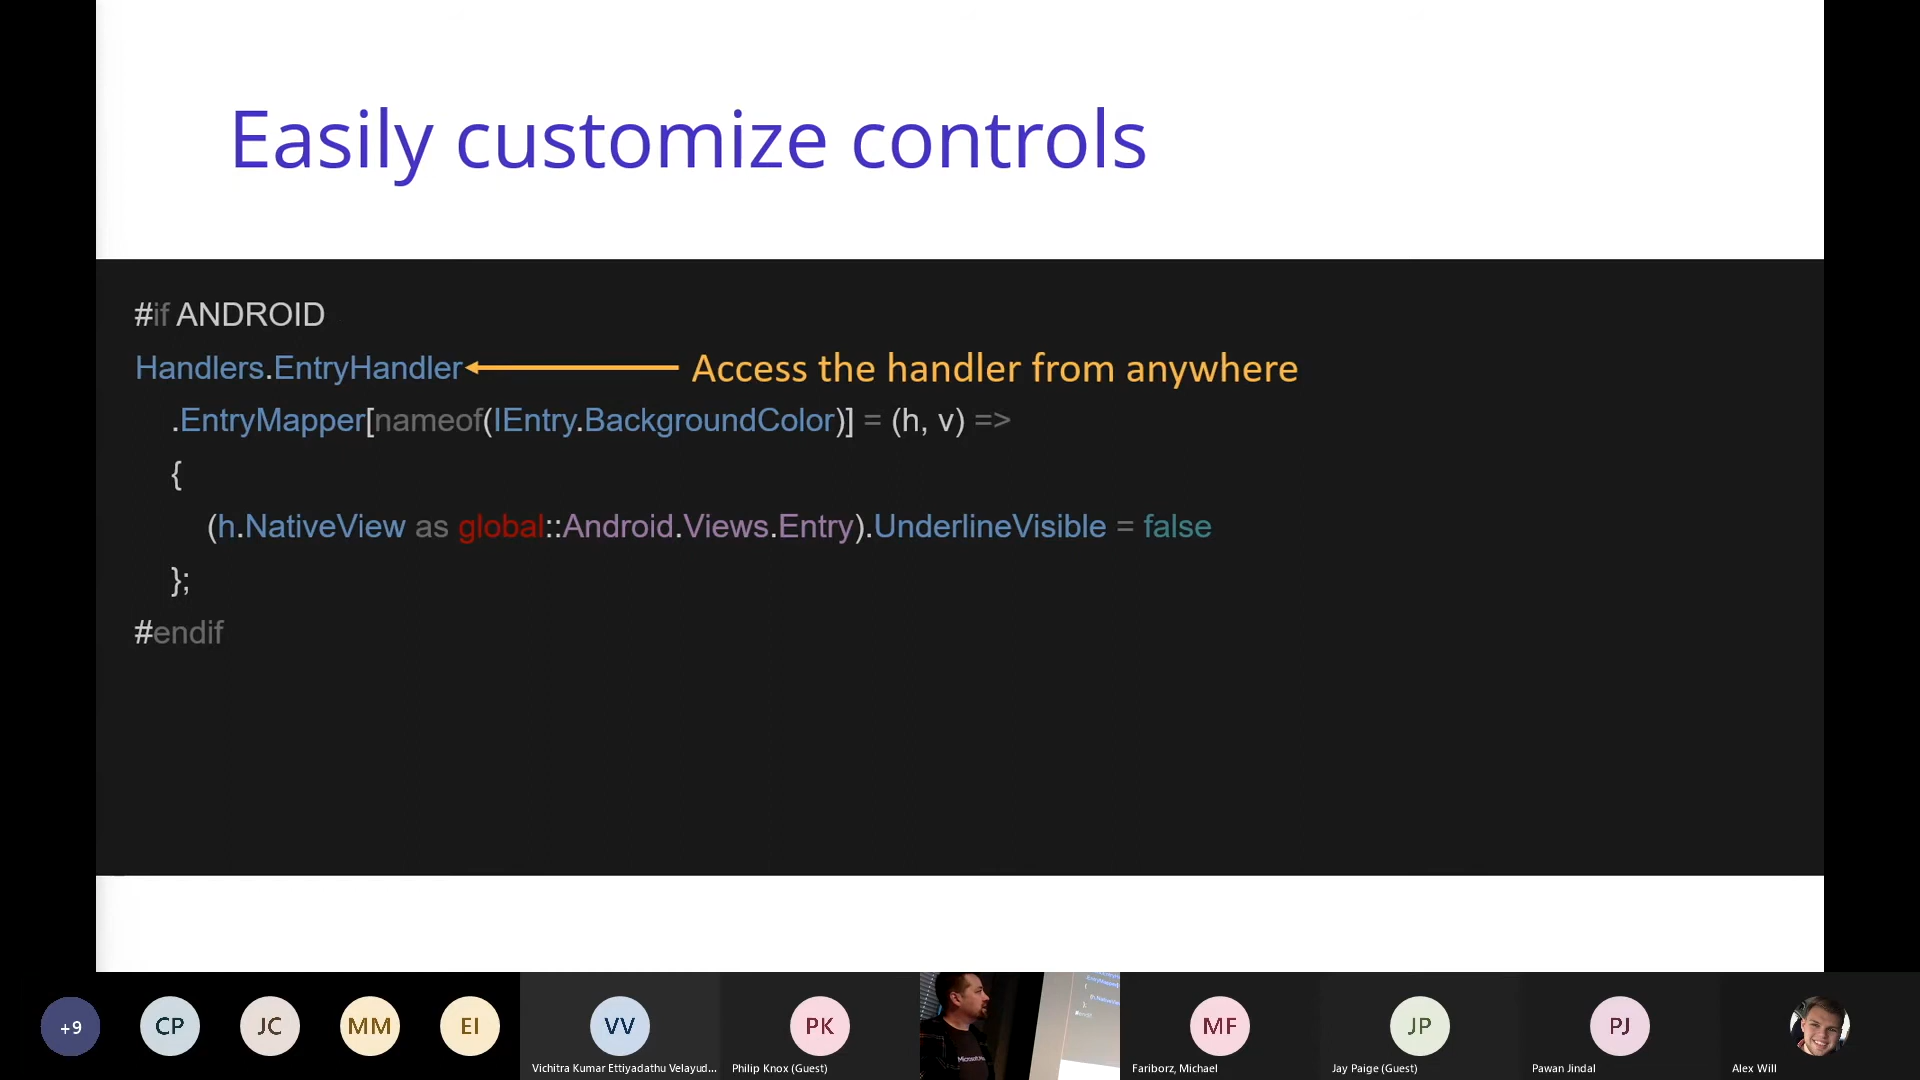 Easily customize controls
#if ANDROID
Handlers.EntryHandler
Access the handler from anywhere
.EntryMapper[nameof(IEntry.BackgroundColor)] = (h, v) =>
{
(h.NativeView as global::Android.Views.Entry).UnderlineVisible = false
};
#endif
+9
CP
JC
MM
EI
VV
PK
MF
JP
PJ
Vichitra Kumar Ettiyadathu Velayud...
Philip Knox (Guest)
Fariborz, Michael
Jay Paige (Guest)
Pawan Jindal
Alex Will